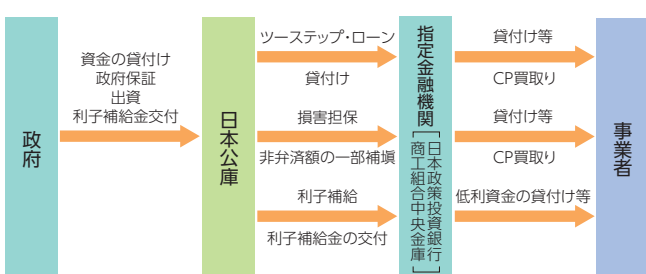 政府
資金の貸付け
政府保証
出資
利子補給金交付
日本公庫
ツーステップ・ローン
貸付け
損害担保
非弁済額の一部補塡
利子補給
利子補給金の交付
指定金融機関
日本政策投資銀行
商工組合中央金庫
貸付け等
CP買取り
貸付け等
CP買取り
低利資金の貸付け等
事業者